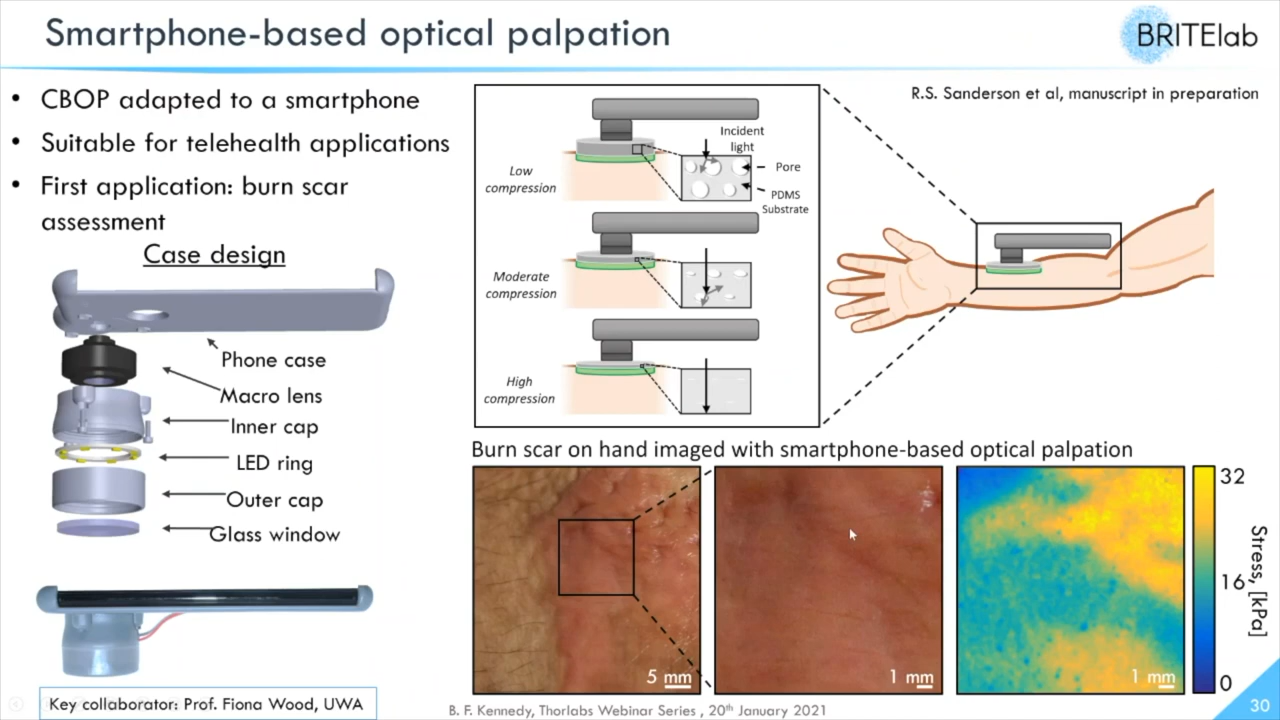 Smartphone-based optical palpation
BRITElab
• CBOP adapted to a smartphone
• Suitable for telehealth applications
• First application: burn scar
assessment
Case design
Phone case
Macro lens
Inner cap
LED ring
Outer cap
Glass window
Key collaborator: Prof. Fiona Wood, UWA
R.S. Sanderson et al, manuscript in preparation
Incident
light
Low
compression
Pore
PDMS
Substrate
Moderate
compression
High
compression
Burn scar on hand imaged with smartphone-based optical palpation
5 mm
1 mm
1 mm
32
16
0
Stress, [kPa]
B. F. Kennedy, Thorlabs Webinar Series , 20th January 2021
30